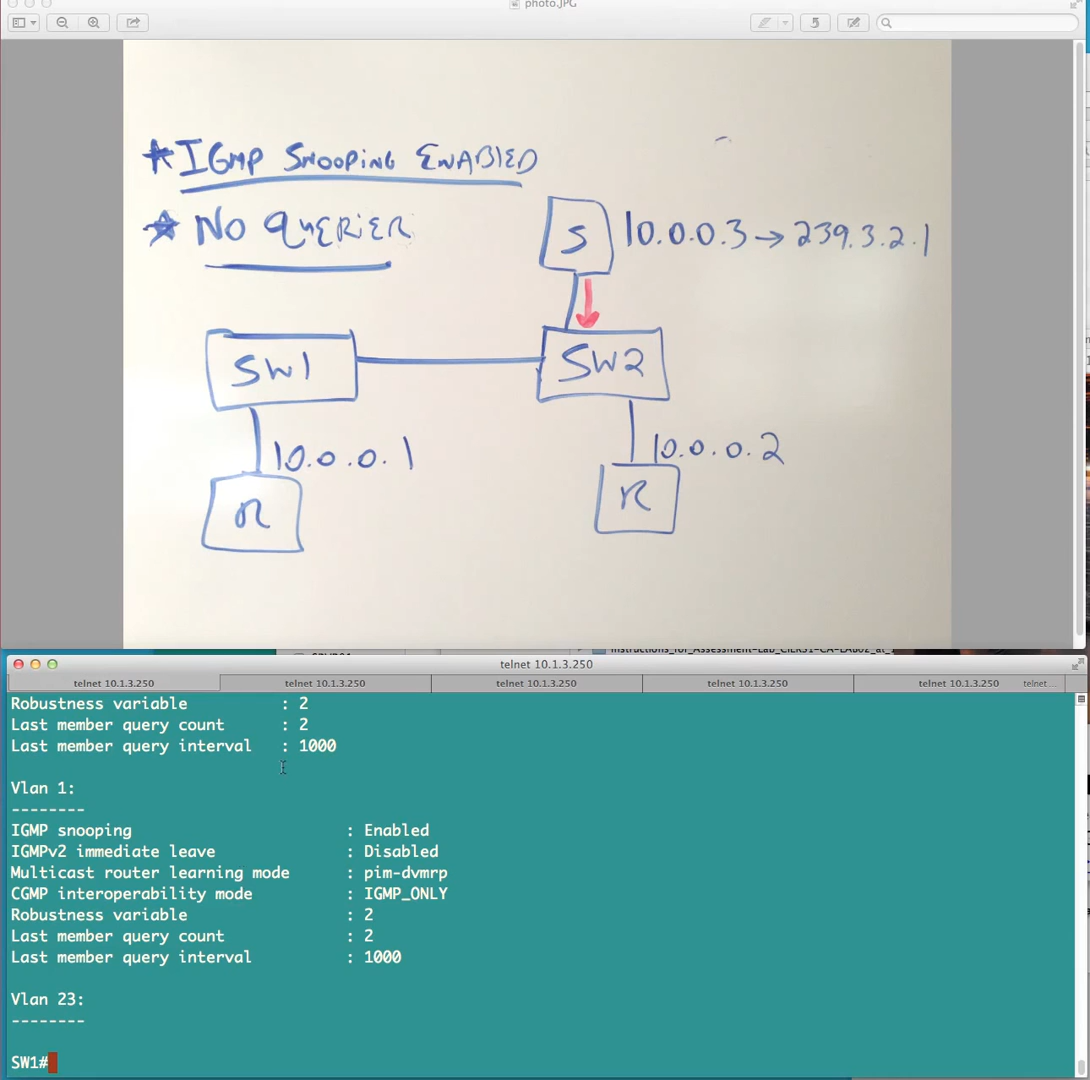 photo.JPG
* IGMP SNOOPING ENABLED
* NO QUERIER
S 10.0.0.3 → 239.3.2.1
SW1 SW2
10.0.0.1 10.0.0.2
R R
telnet 10.1.3.250
telnet 10.1.3.250 telnet 10.1.3.250 telnet 10.1.3.250 telnet 10.1.3.250 telnet 10.1.3.250 telnet ...
Robustness variable : 2
Last member query count : 2
Last member query interval : 1000
Vlan 1:
--------
IGMP snooping : Enabled
IGMPv2 immediate leave : Disabled
Multicast router learning mode : pim-dvmrp
CGMP interoperability mode : IGMP_ONLY
Robustness variable : 2
Last member query count : 2
Last member query interval : 1000
Vlan 23:
--------
SW1#